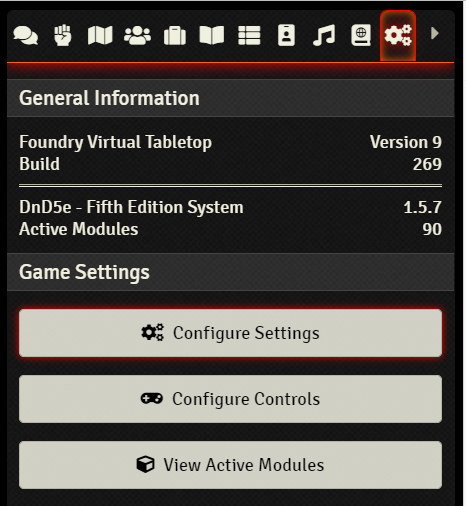 General Information
Foundry Virtual Tabletop Version 9
Build 269
DnD5e - Fifth Edition System 1.5.7
Active Modules 90
Game Settings
Configure Settings
Configure Controls
View Active Modules